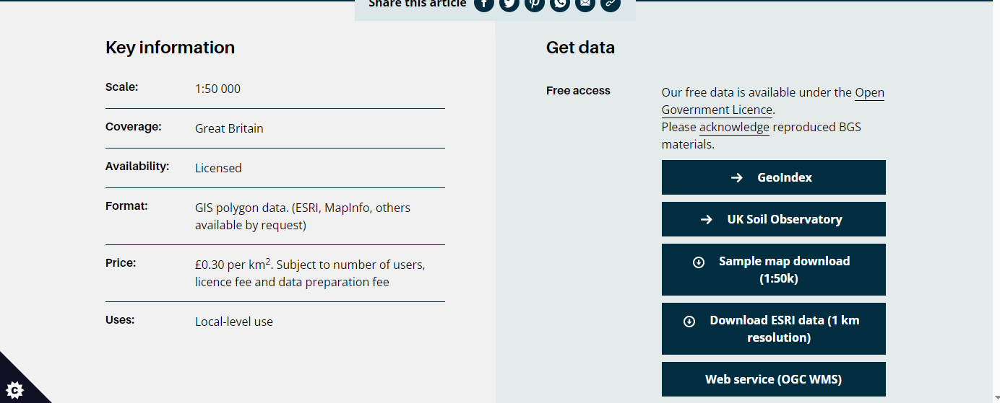 Share this article
Key information
Scale:
1:50 000
Coverage:
Great Britain
Availability:
Licensed
Format:
GIS polygon data. (ESRI, MapInfo, others
available by request)
Price:
£0.30 per km². Subject to number of users,
licence fee and data preparation fee
Uses:
Local-level use
Get data
Free access
Our free data is available under the Open
Government Licence.
Please acknowledge reproduced BGS
materials.
GeoIndex
UK Soil Observatory
Sample map download
(1:50k)
Download ESRI data (1 km
resolution)
Web service (OGC WMS)